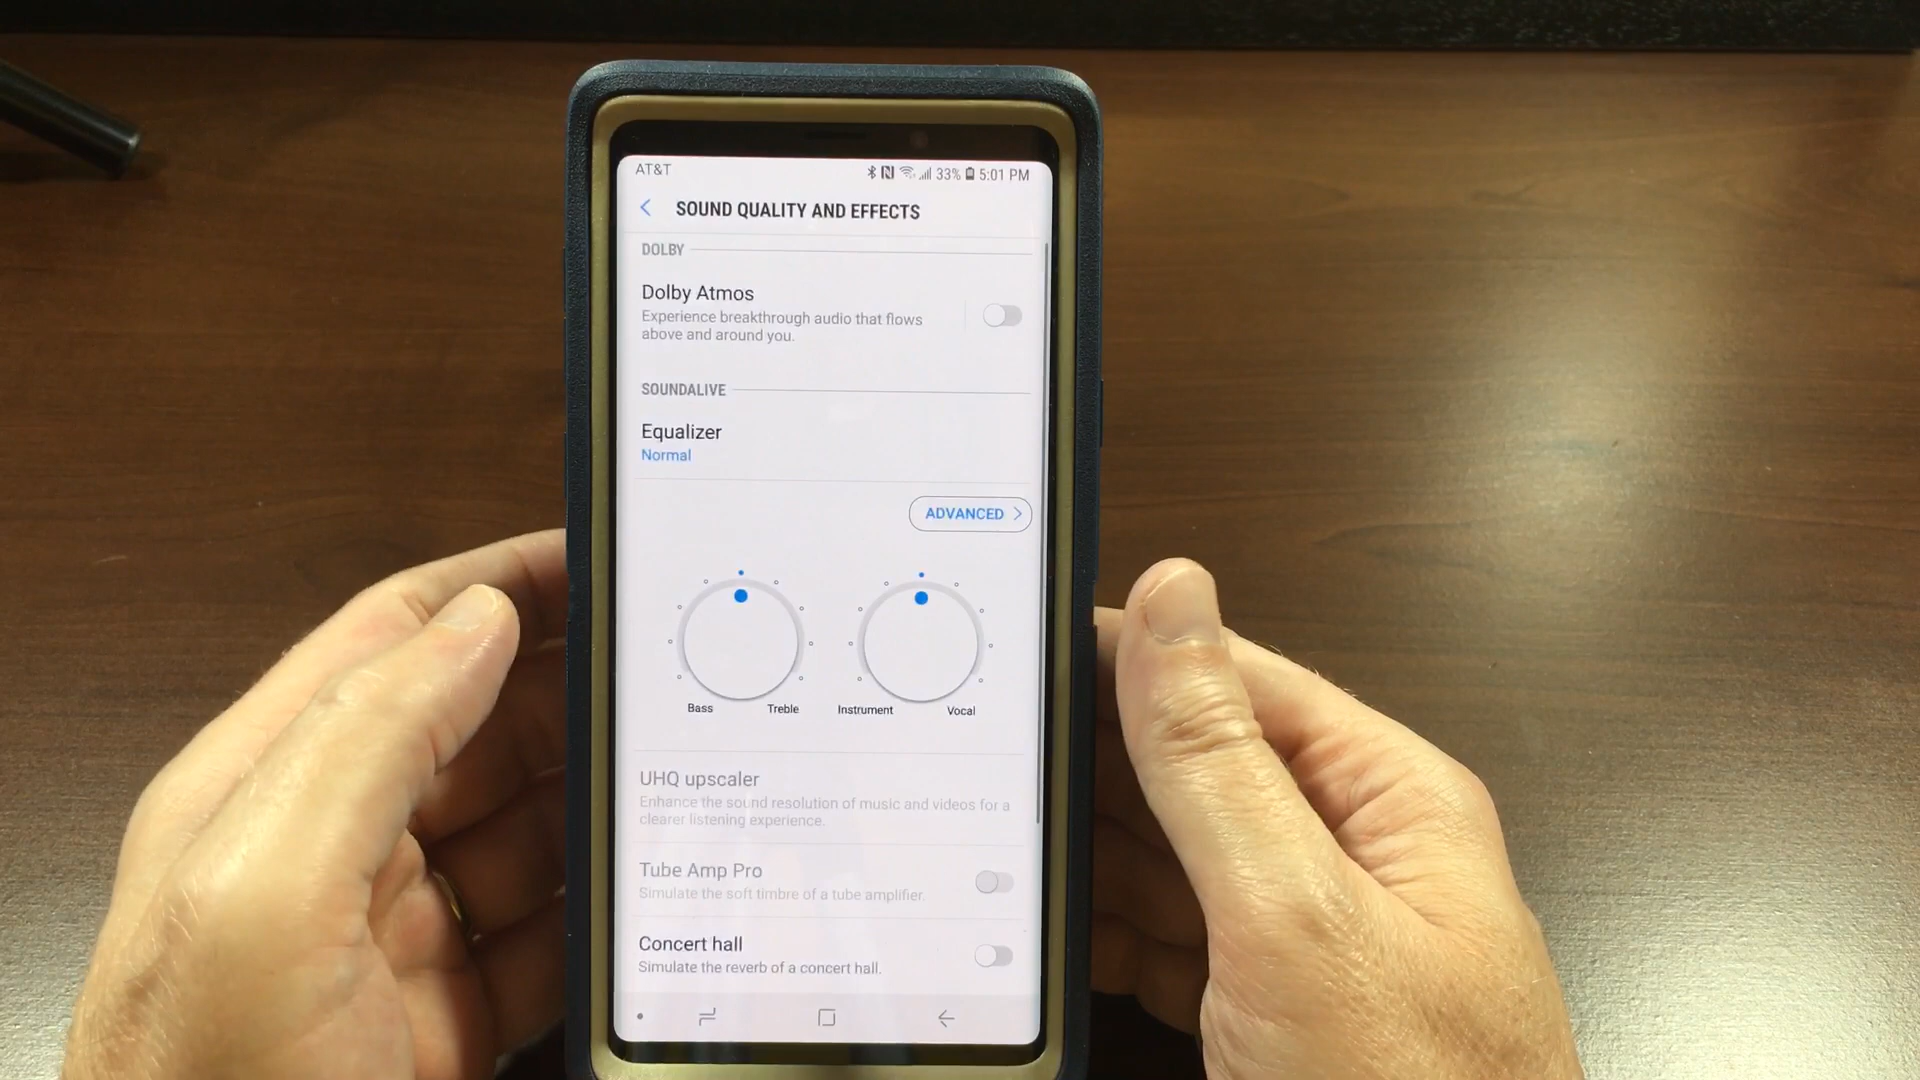 AT&T 33% 5:01 PM
SOUND QUALITY AND EFFECTS
DOLBY
Dolby Atmos
Experience breakthrough audio that flows
above and around you.
SOUNDALIVE
Equalizer
Normal
ADVANCED
Bass Treble Instrument Vocal
UHQ upscaler
Enhance the sound resolution of music and videos for a
clearer listening experience.
Tube Amp Pro
Simulate the soft timbre of a tube amplifier.
Concert hall
Simulate the reverb of a concert hall.